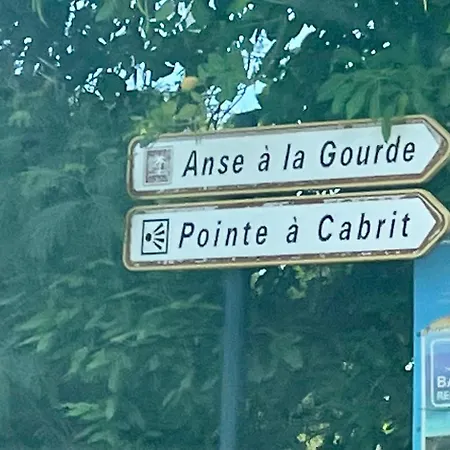 Anse à la Gourde
Pointe à Cabrit